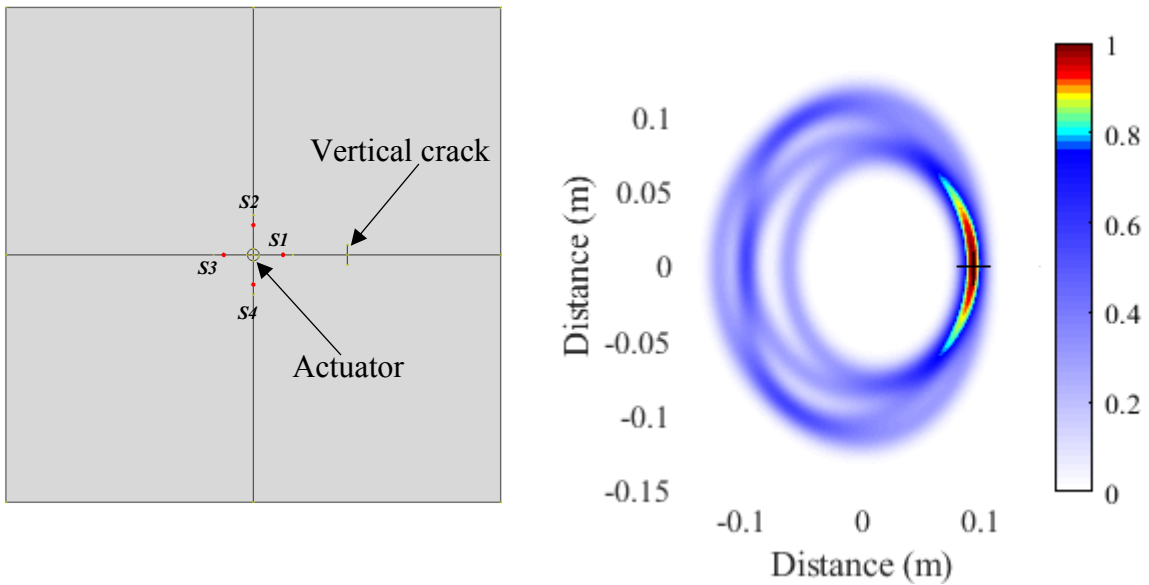 Vertical crack
S2
S1
S3
S4
Actuator
Distance (m)
0.1
0.05
0
-0.05
-0.1
-0.15
-0.1
0
0.1
Distance (m)
1
0.8
0.6
0.4
0.2
0